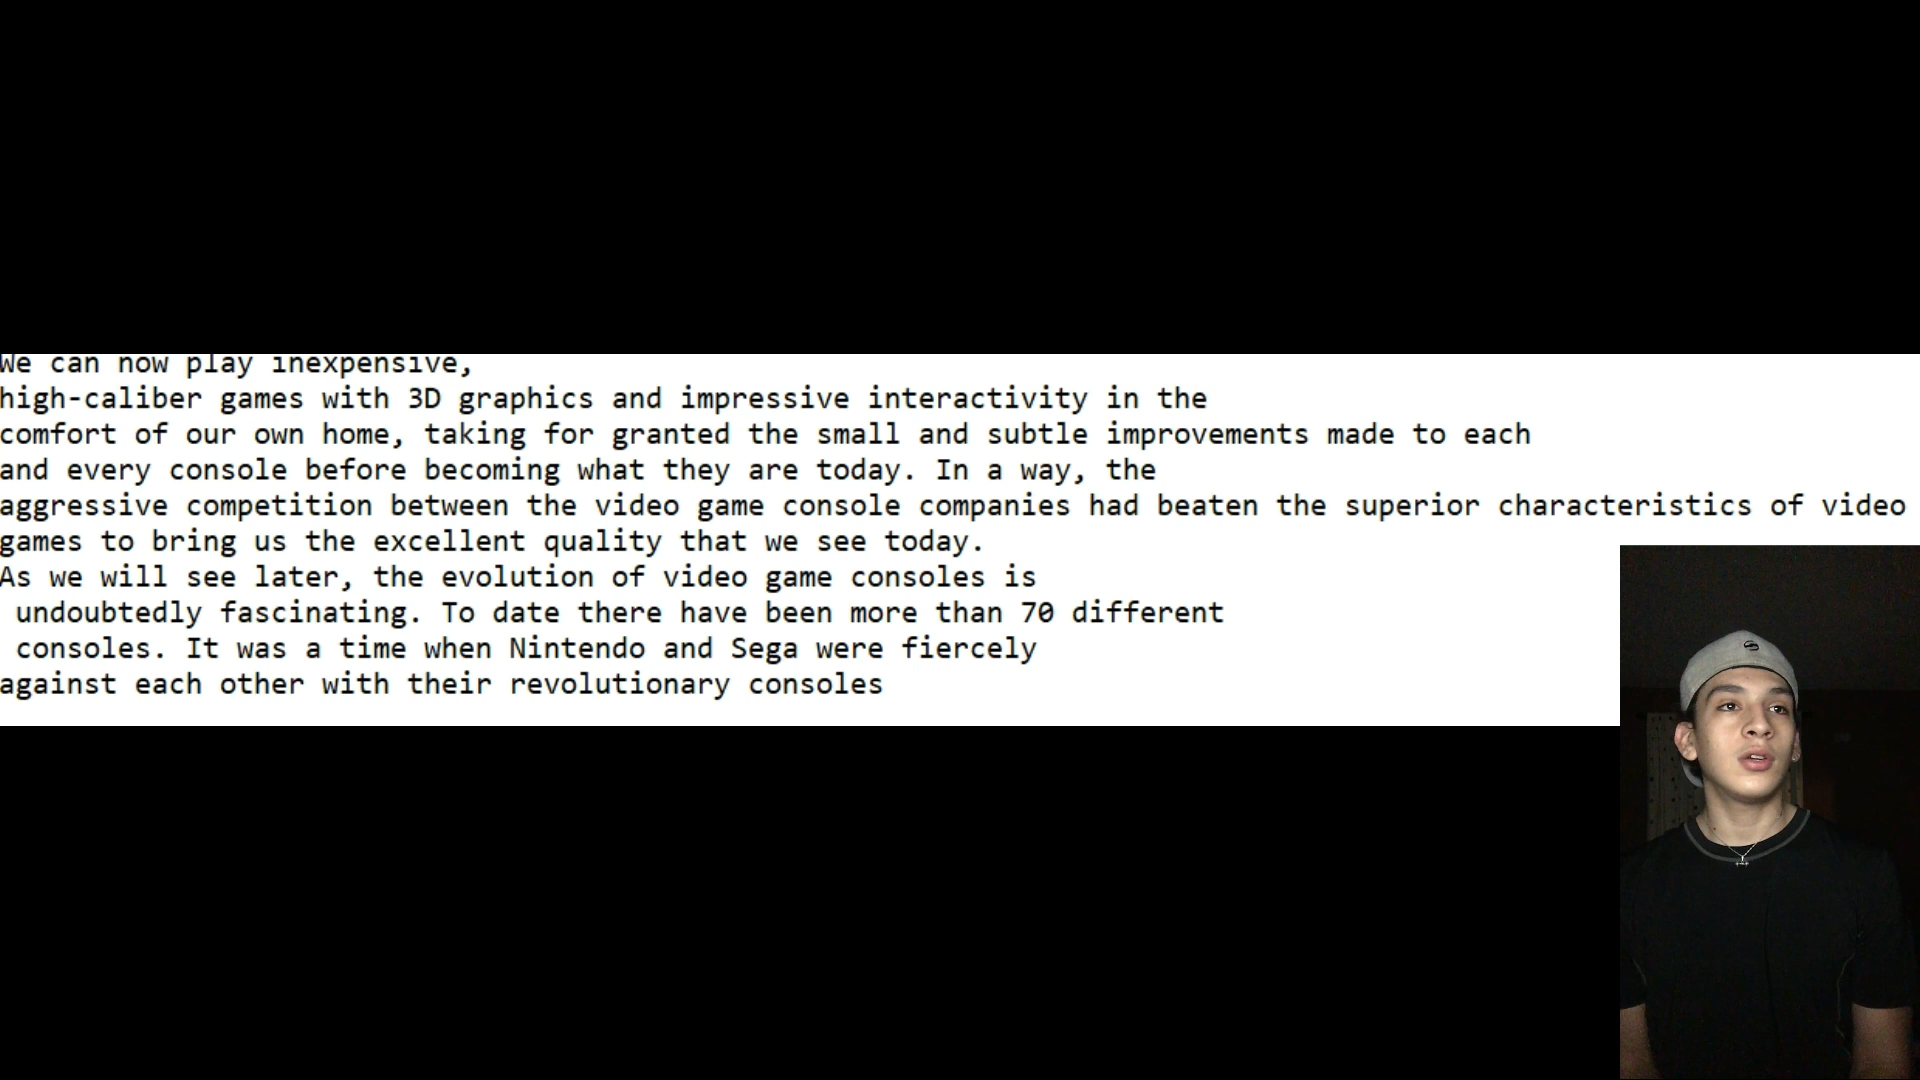 We can now play inexpensive,
high-caliber games with 3D graphics and impressive interactivity in the
comfort of our own home, taking for granted the small and subtle improvements made to each
and every console before becoming what they are today. In a way, the
aggressive competition between the video game console companies had beaten the superior characteristics of video
games to bring us the excellent quality that we see today.
As we will see later, the evolution of video game consoles is
undoubtedly fascinating. To date there have been more than 70 different
consoles. It was a time when Nintendo and Sega were fiercely
against each other with their revolutionary consoles